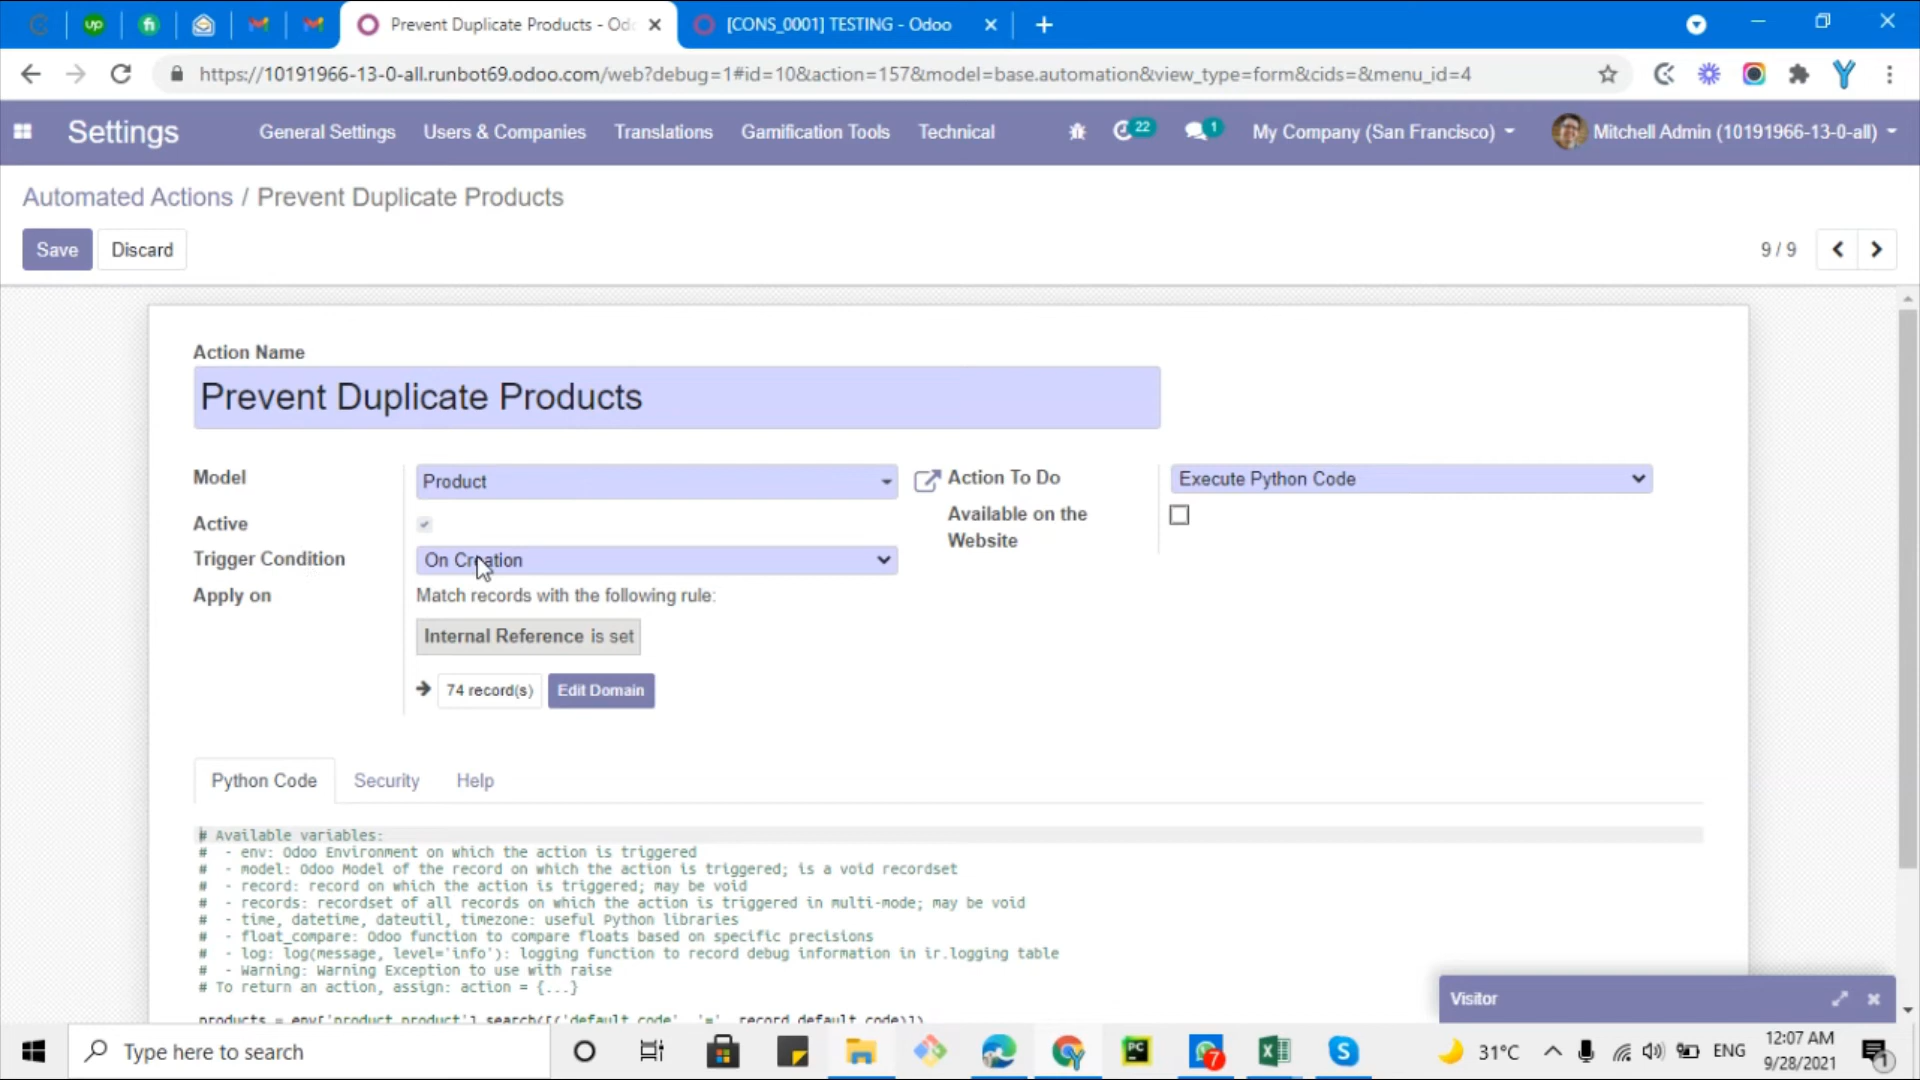 Prevent Duplicate Products - Od
[CONS_0001] TESTING - Odoo
https://10191966-13-0-all.runbot69.odoo.com/web?debug=1#id=10&action=157&model=base.automation&view_type=form&cids=&menu_id=4
Settings
General Settings
Users & Companies
Translations
Gamification Tools
Technical
22
1
My Company (San Francisco)
Mitchell Admin (10191966-13-0-all)
Automated Actions / Prevent Duplicate Products
Save
Discard
9 / 9
Action Name
Prevent Duplicate Products
Model
Product
Action To Do
Execute Python Code
Active
Available on the
Website
Trigger Condition
On Creation
Apply on
Match records with the following rule:
Internal Reference is set
74 record(s)
Edit Domain
Python Code
Security
Help
# Available variables:
#  - env: Odoo Environment on which the action is triggered
#  - model: Odoo Model of the record on which the action is triggered; is a void recordset
#  - record: record on which the action is triggered; may be void
#  - records: recordset of all records on which the action is triggered in multi-mode; may be void
#  - time, datetime, dateutil, timezone: useful Python libraries
#  - float_compare: Odoo function to compare floats based on specific precisions
#  - log: log(message, level='info'): logging function to record debug information in ir.logging table
#  - Warning: Warning Exception to use with raise
# To return an action, assign: action = {...}
products = env['product.product'].search([('default_code', '=', record.default_code)])
Visitor
Type here to search
PC
7
31°C
ENG
12:07 AM
9/28/2021
1